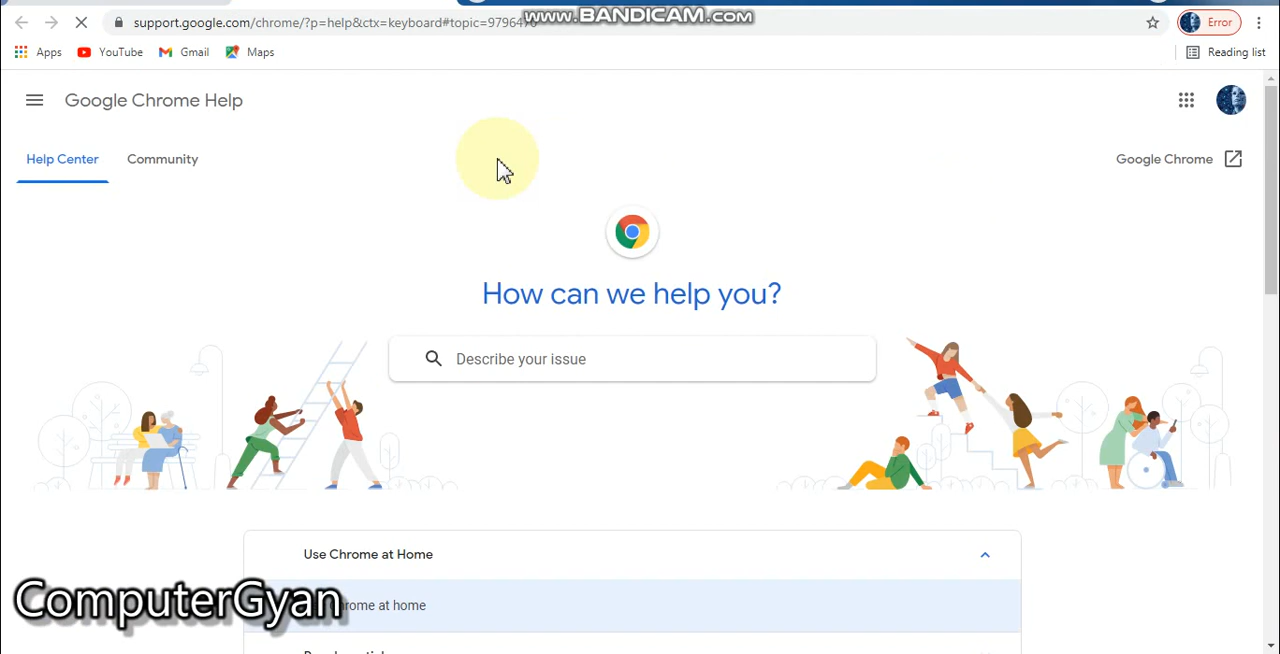 www.BANDICAM.com
support.google.com/chrome/?p=help&ctx=keyboard#topic=9796470
Error
Apps
YouTube
Gmail
Maps
Reading list
Google Chrome Help
Help Center
Community
Google Chrome
How can we help you?
Describe your issue
Use Chrome at Home
chrome at home
ComputerGyan